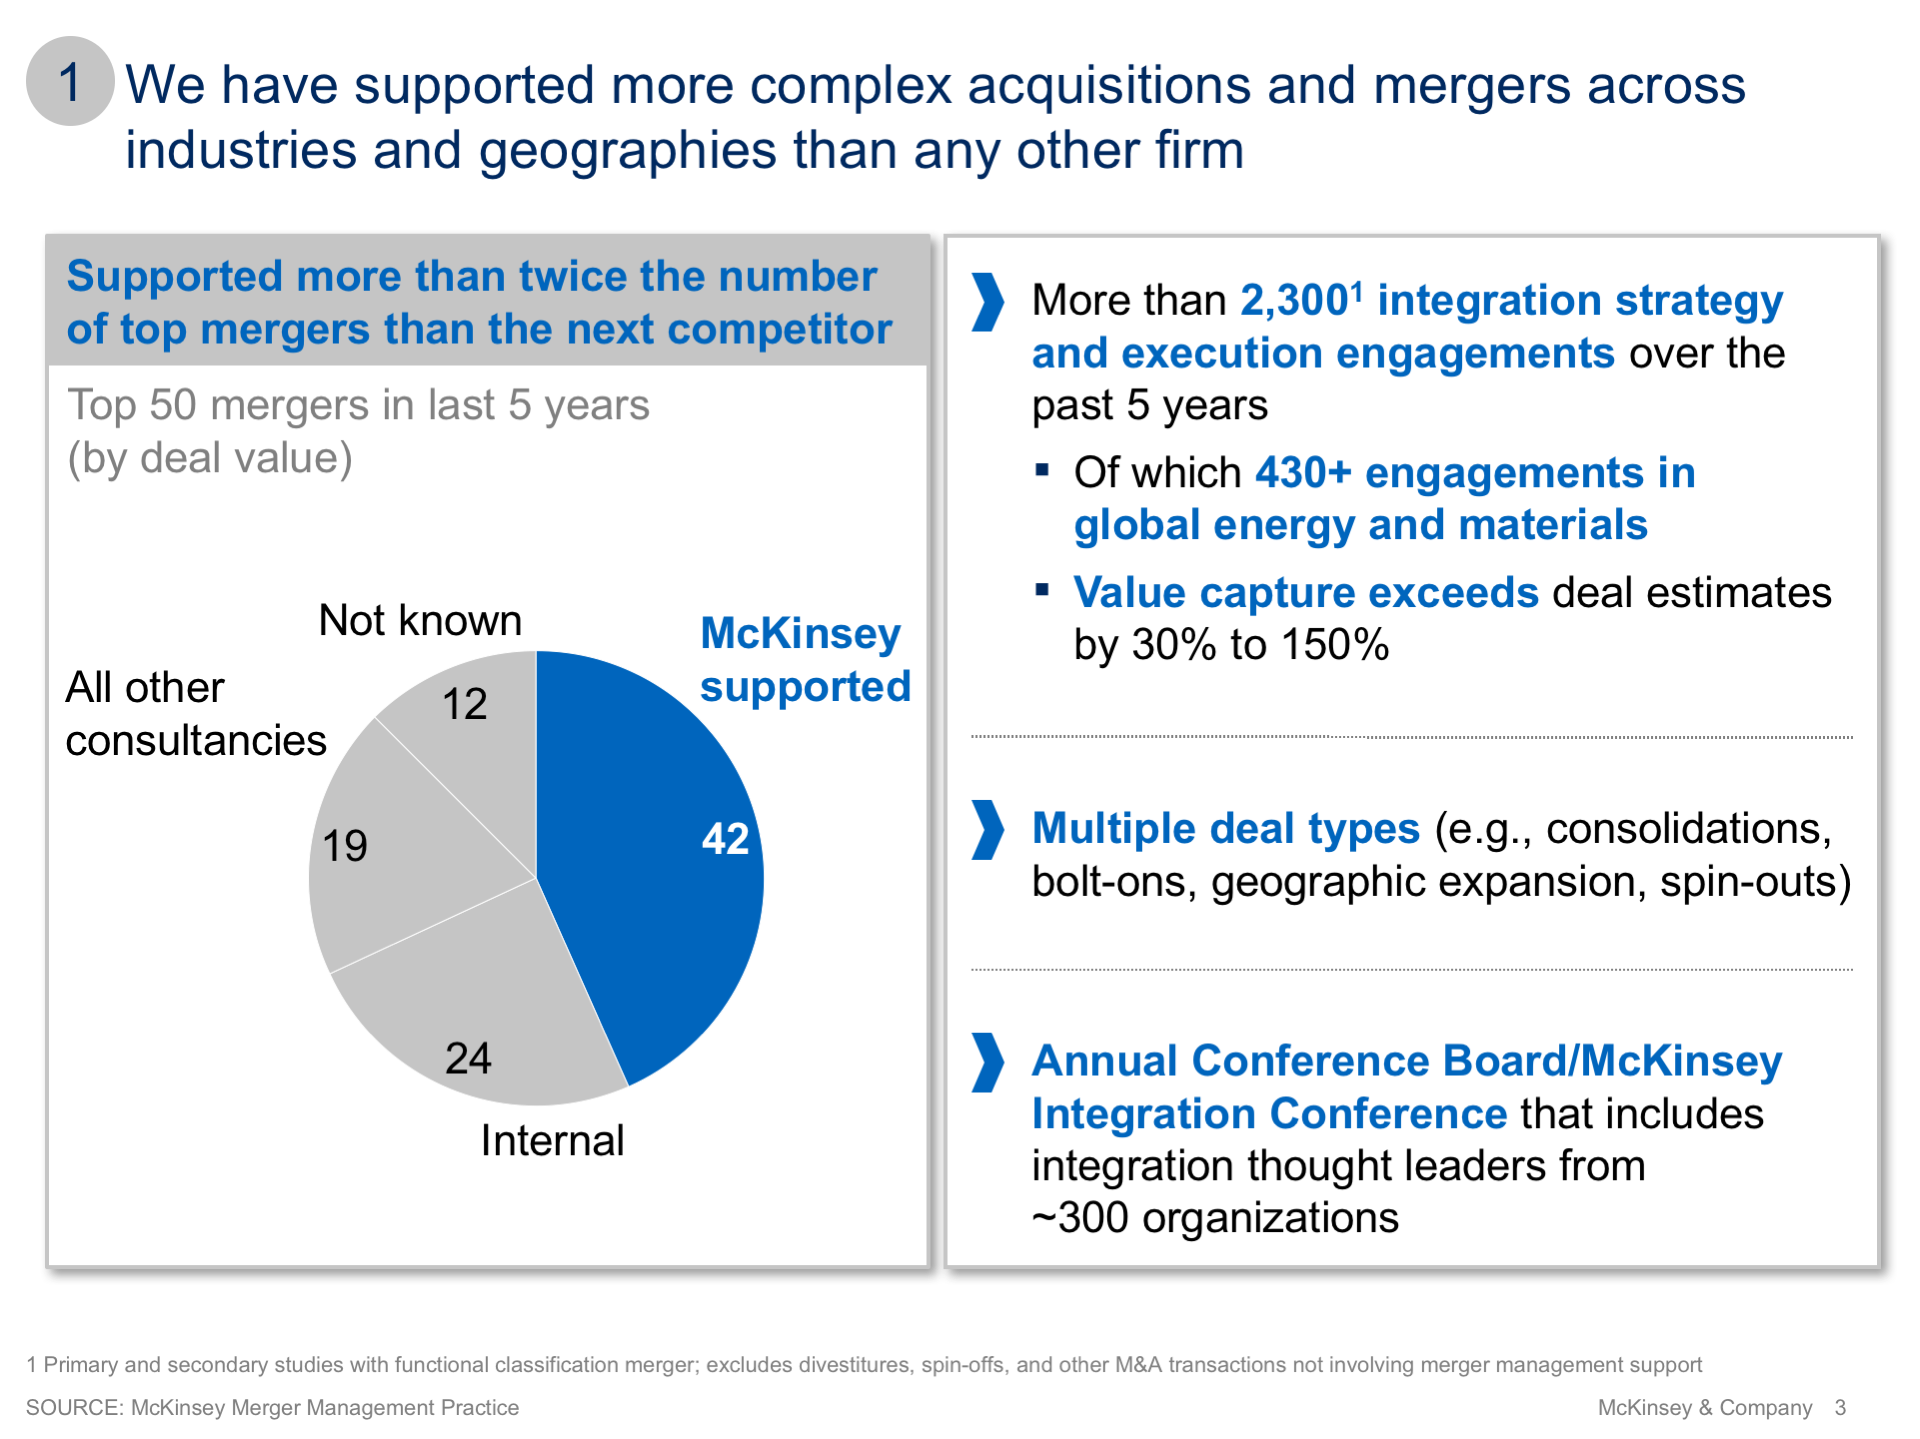 1
We have supported more complex acquisitions and mergers across
industries and geographies than any other firm
Supported more than twice the number
of top mergers than the next competitor
Top 50 mergers in last 5 years
(by deal value)
Not known
McKinsey
supported
All other
consultancies
12
42
19
24
Internal
More than 2,300¹ integration strategy
and execution engagements over the
past 5 years
▪ Of which 430+ engagements in
global energy and materials
▪ Value capture exceeds deal estimates
by 30% to 150%
Multiple deal types (e.g., consolidations,
bolt-ons, geographic expansion, spin-outs)
Annual Conference Board/McKinsey
Integration Conference that includes
integration thought leaders from
~300 organizations
1 Primary and secondary studies with functional classification merger; excludes divestitures, spin-offs, and other M&A transactions not involving merger management support
SOURCE: McKinsey Merger Management Practice
McKinsey & Company 3